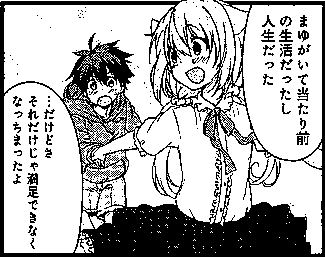 まゆがいて当たり前
の生活だったし
人生だった
…だけどさ
それだけじゃ満足できなく
なっちまったよ